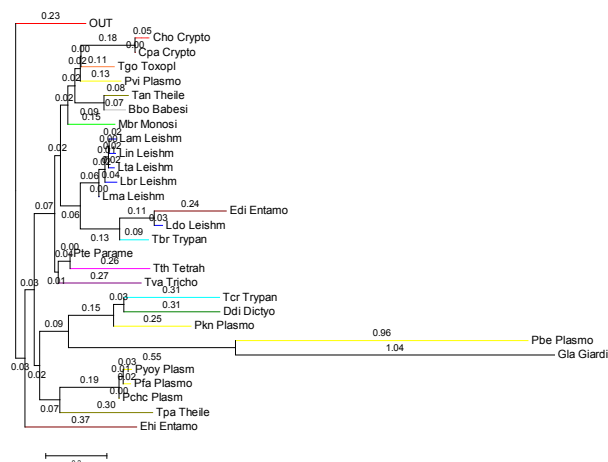 0.23 OUT
0.05 Cho Crypto
0.18
0.00
0.00 Cpa Crypto
0.02 0.11 Tgo Toxopl
0.13 Pvi Plasmo
0.02
0.08 Tan Theile
0.09 0.07 Bbo Babesi
0.15 Mbr Monosi
0.02
0.02 Lam Leishm
0.02 Lin Leishm
0.02
0.02 Lta Leishm
0.06 0.04 Lbr Leishm
0.00 Lma Leishm
0.24 Edi Entamo
0.07 0.06 0.11
0.03 Ldo Leishm
0.13 0.09 Tbr Trypan
0.00 Pte Parame
0.04 0.26 Tth Tetrah
0.01 0.27 Tva Tricho
0.03
0.31 Tcr Trypan
0.15 0.03
0.31 Ddi Dictyo
0.25 Pkn Plasmo
0.09
0.96 Pbe Plasmo
1.04 Gla Giardi
0.55
0.03
0.03 0.01 Pyoy Plasm
0.02 0.19 0.02 Pfa Plasmo
0.00 Pchc Plasm
0.07 0.30 Tpa Theile
0.37 Ehi Entamo